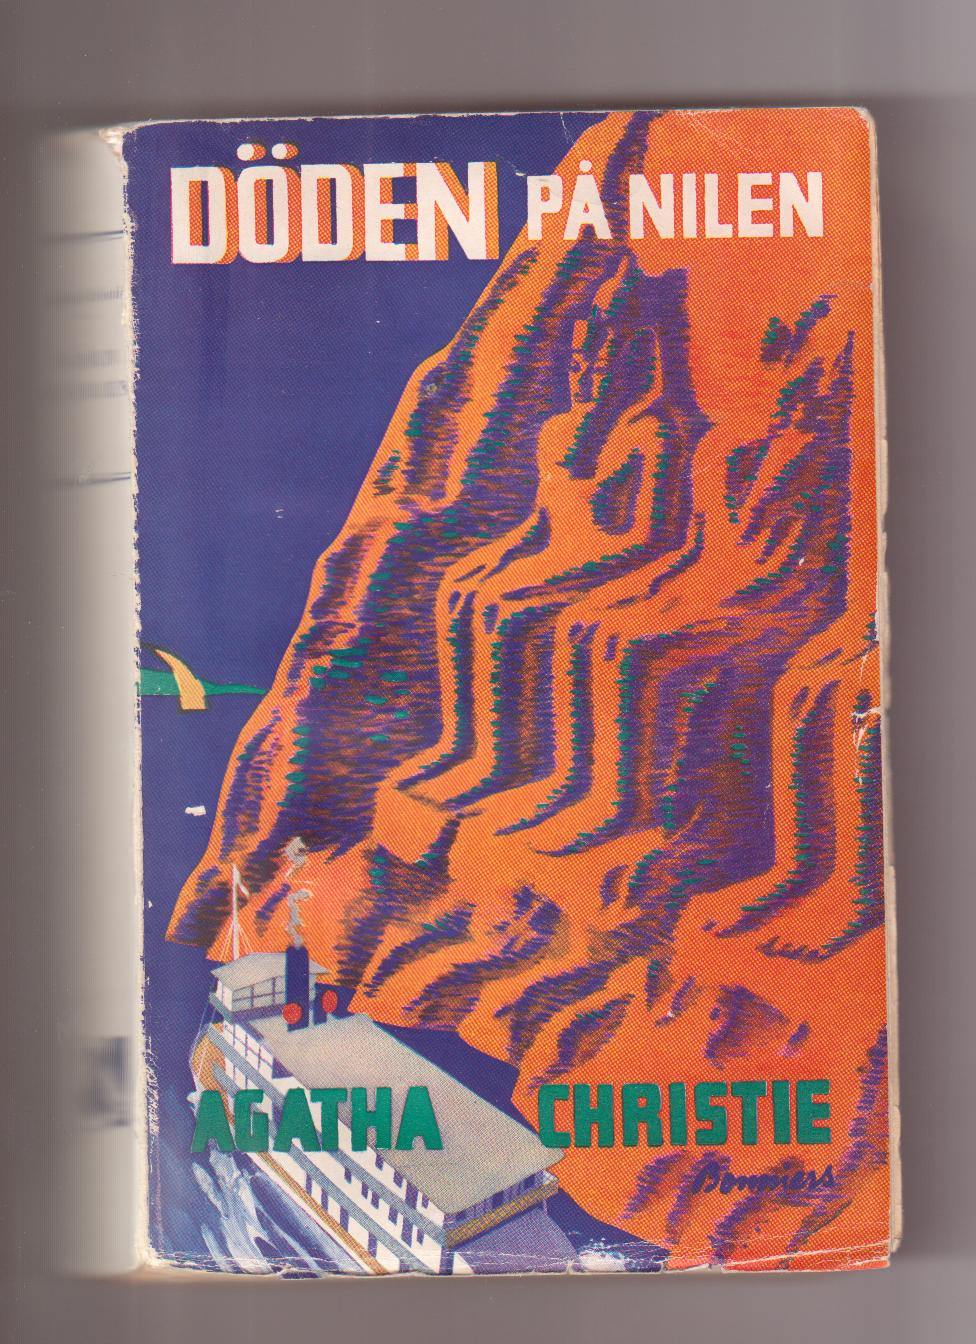 DÖDEN PÅ NILEN
AGATHA CHRISTIE
Bonniers